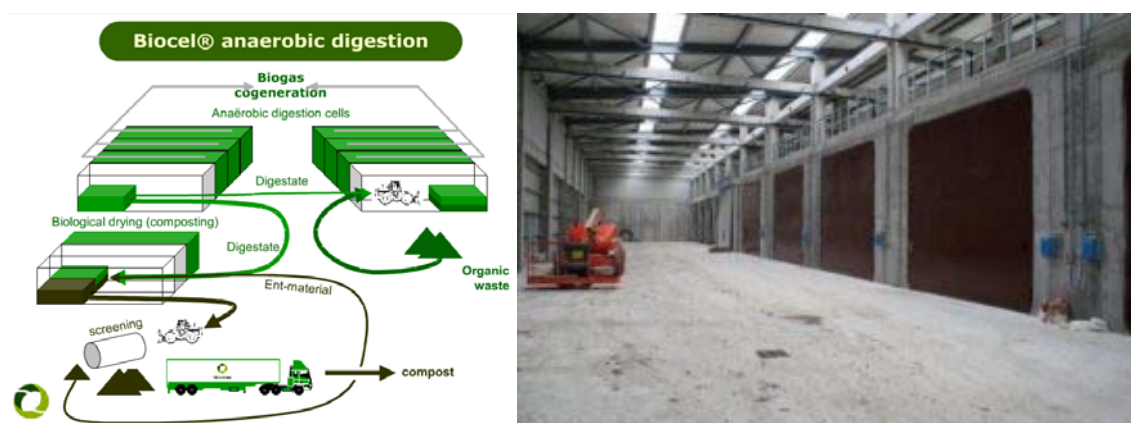 Biocel® anaerobic digestion
Biogas
cogeneration
Anaërobic digestion cells
Digestate
Biological drying (composting)
Digestate
Organic
waste
Ent-material
screening
compost